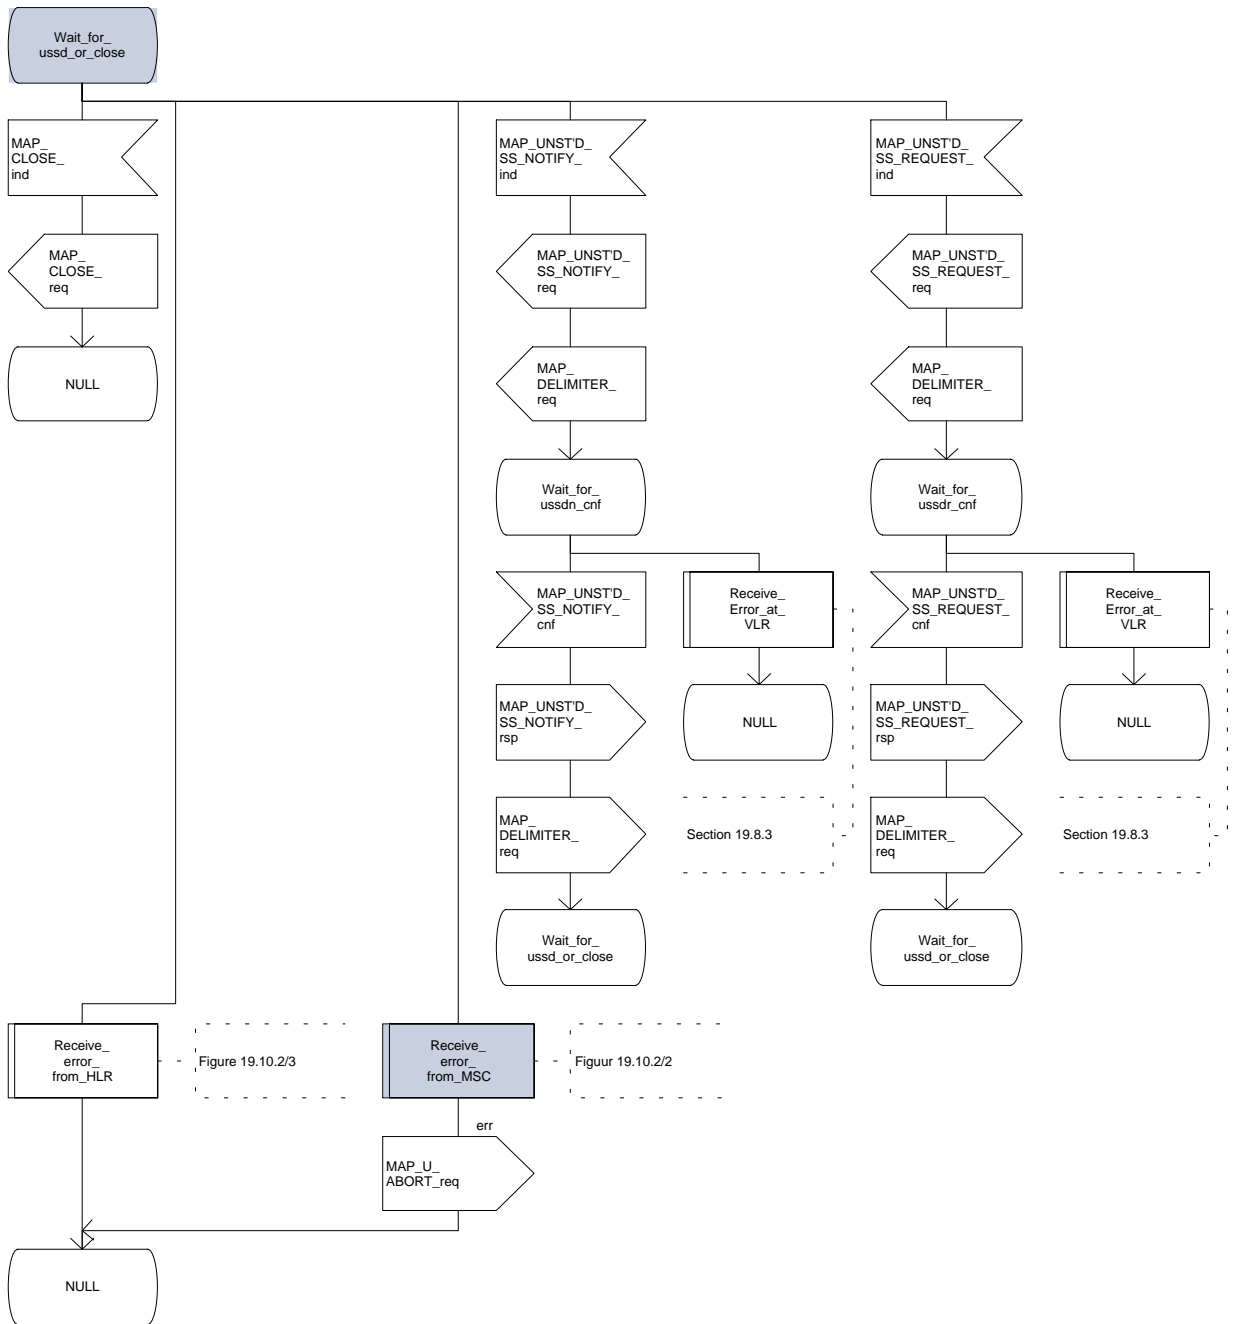 Wait_for_
ussd_or_close
MAP_
CLOSE_
ind
MAP_UNST'D_
SS_NOTIFY_
ind
MAP_UNST'D_
SS_REQUEST_
ind
MAP_
CLOSE_
req
MAP_UNST'D_
SS_NOTIFY_
req
MAP_UNST'D_
SS_REQUEST_
req
NULL
MAP_
DELIMITER_
req
MAP_
DELIMITER_
req
Wait_for_
ussdn_cnf
Wait_for_
ussdr_cnf
MAP_UNST'D_
SS_NOTIFY_
cnf
Receive_
Error_at_
VLR
MAP_UNST'D_
SS_REQUEST_
cnf
Receive_
Error_at_
VLR
MAP_UNST'D_
SS_NOTIFY_
rsp
NULL
MAP_UNST'D_
SS_REQUEST_
rsp
NULL
MAP_
DELIMITER_
req
Section 19.8.3
MAP_
DELIMITER_
req
Section 19.8.3
Wait_for_
ussd_or_close
Wait_for_
ussd_or_close
Receive_
error_
from_HLR
Figure 19.10.2/3
Receive_
error_
from_MSC
Figuur 19.10.2/2
err
MAP_U_
ABORT_req
NULL